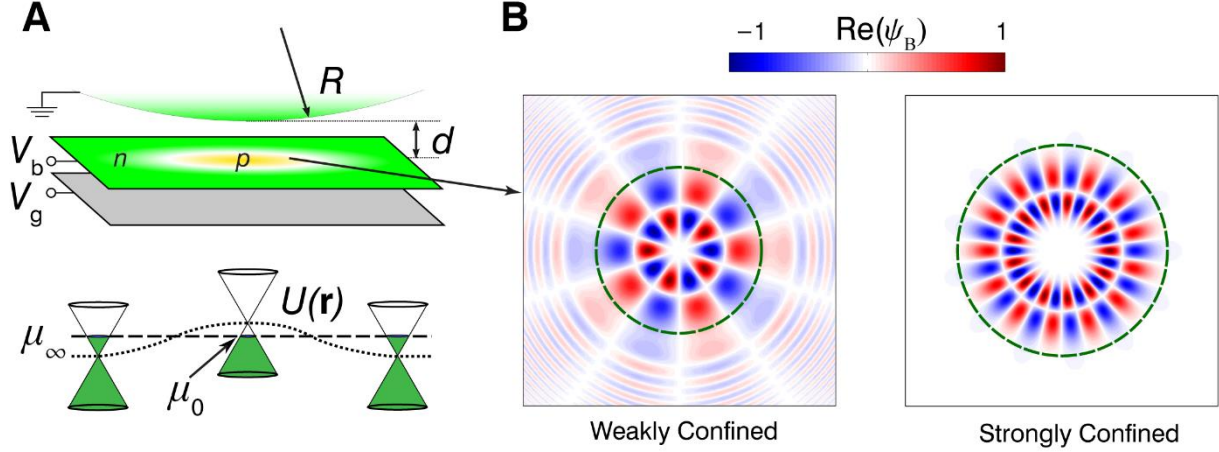 A
R
d
V_b
n
p
V_g
U(r)
μ_∞
μ_0
B
Re(ψ_B)
−1
1
Weakly Confined
Strongly Confined